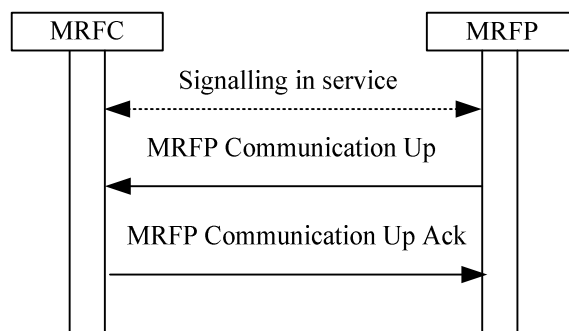 MRFC
MRFP
Signalling in service
MRFP Communication Up
MRFP Communication Up Ack